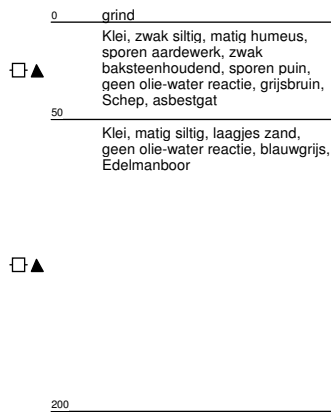 0 grind
Klei, zwak siltig, matig humeus,
sporen aardewerk, zwak
baksteenhoudend, sporen puin,
geen olie-water reactie, grijsbruin,
Schep, asbestgat
50
Klei, matig siltig, laagjes zand,
geen olie-water reactie, blauwgrijs,
Edelmanboor
200